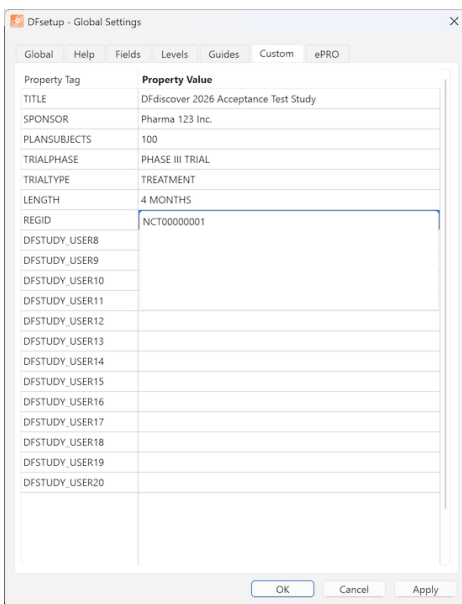 DFsetup - Global Settings
Global Help Fields Levels Guides Custom ePRO
Property Tag Property Value
TITLE DFdiscover 2026 Acceptance Test Study
SPONSOR Pharma 123 Inc.
PLANSUBJECTS 100
TRIALPHASE PHASE III TRIAL
TRIALTYPE TREATMENT
LENGTH 4 MONTHS
REGID NCT00000001
DFSTUDY_USER8
DFSTUDY_USER9
DFSTUDY_USER10
DFSTUDY_USER11
DFSTUDY_USER12
DFSTUDY_USER13
DFSTUDY_USER14
DFSTUDY_USER15
DFSTUDY_USER16
DFSTUDY_USER17
DFSTUDY_USER18
DFSTUDY_USER19
DFSTUDY_USER20
OK Cancel Apply